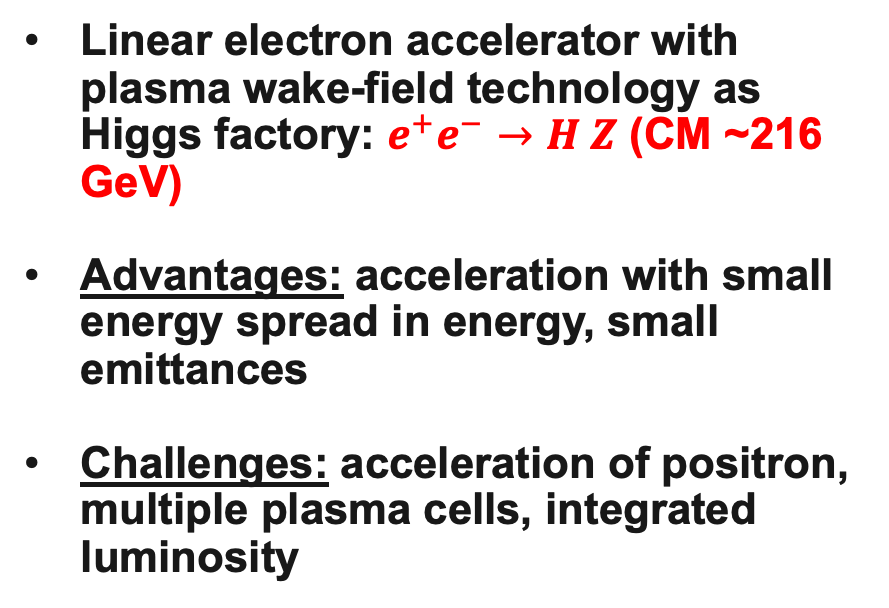 • Linear electron accelerator with
plasma wake-field technology as
Higgs factory: e⁺e⁻ → H Z (CM ~216
GeV)
• Advantages: acceleration with small
energy spread in energy, small
emittances
• Challenges: acceleration of positron,
multiple plasma cells, integrated
luminosity